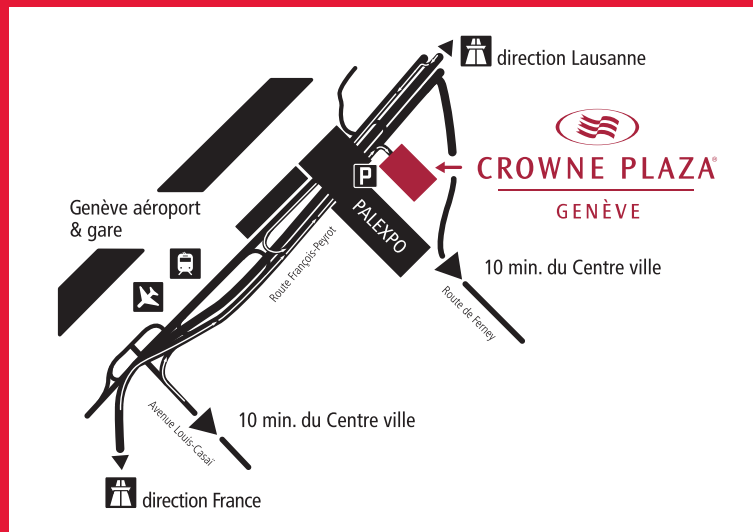 direction Lausanne
CROWNE PLAZA®
GENÈVE
P
PALEXPO
Genève aéroport
& gare
Route François-Peyrot
10 min. du Centre ville
Route de Ferney
10 min. du Centre ville
Avenue Louis-Casaï
direction France